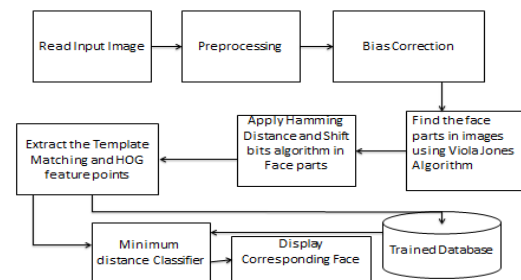 Read Input Image
Preprocessing
Bias Correction
Find the face
parts in images
using Viola Jones
Algorithm
Apply Hamming
Distance and Shift
bits algorithm in
Face parts
Extract the Template
Matching and HOG
feature points
Minimum
distance Classifier
Display
Corresponding Face
Trained Database